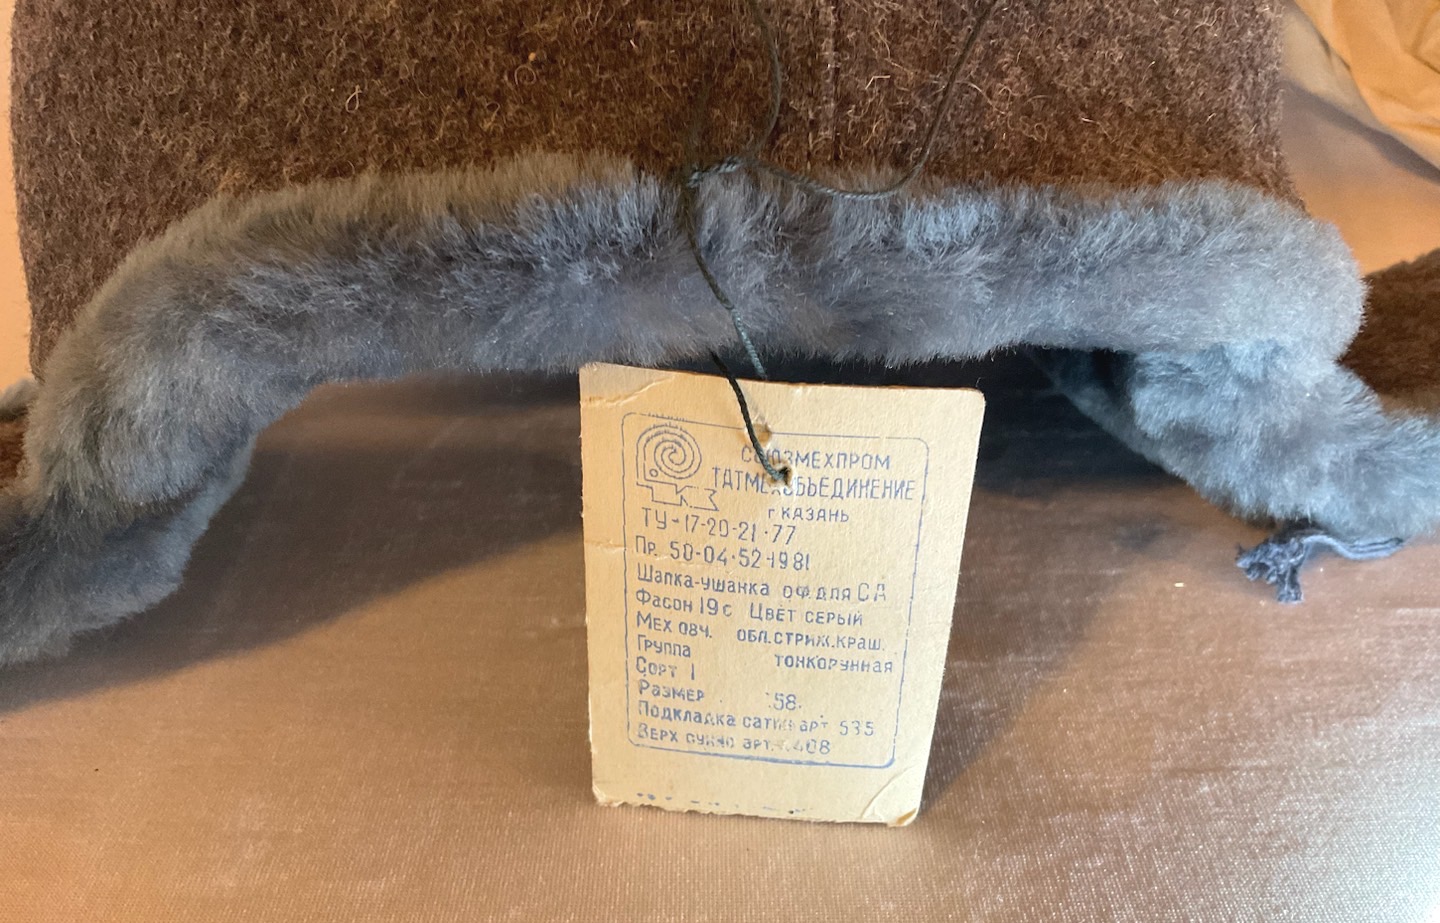 СОЮЗМЕХПРОМ
ТАТМЕХОБЪЕДИНЕНИЕ
г КАЗАНЬ
ТУ-17-20-21-77
Пр. 50-04-52-1981
Шапка-ушанка оф.для СА
Фасон 19с Цвет серый
Мех овч. обл.стриж.краш.
Группа тонкорунная
Сорт 1
Размер 58.
Подкладка сатин арт 535
Верх сукно арт.